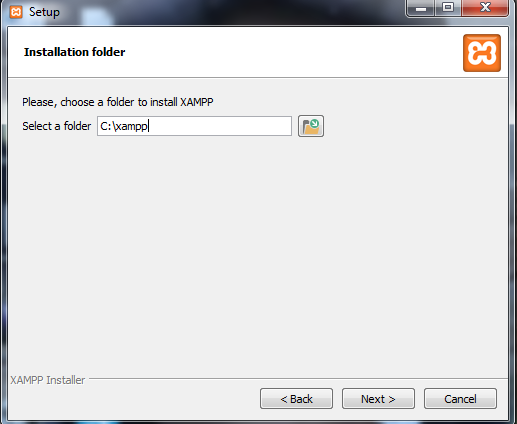 Setup
Installation folder
Please, choose a folder to install XAMPP
Select a folder C:\xampp
XAMPP Installer
< Back Next > Cancel